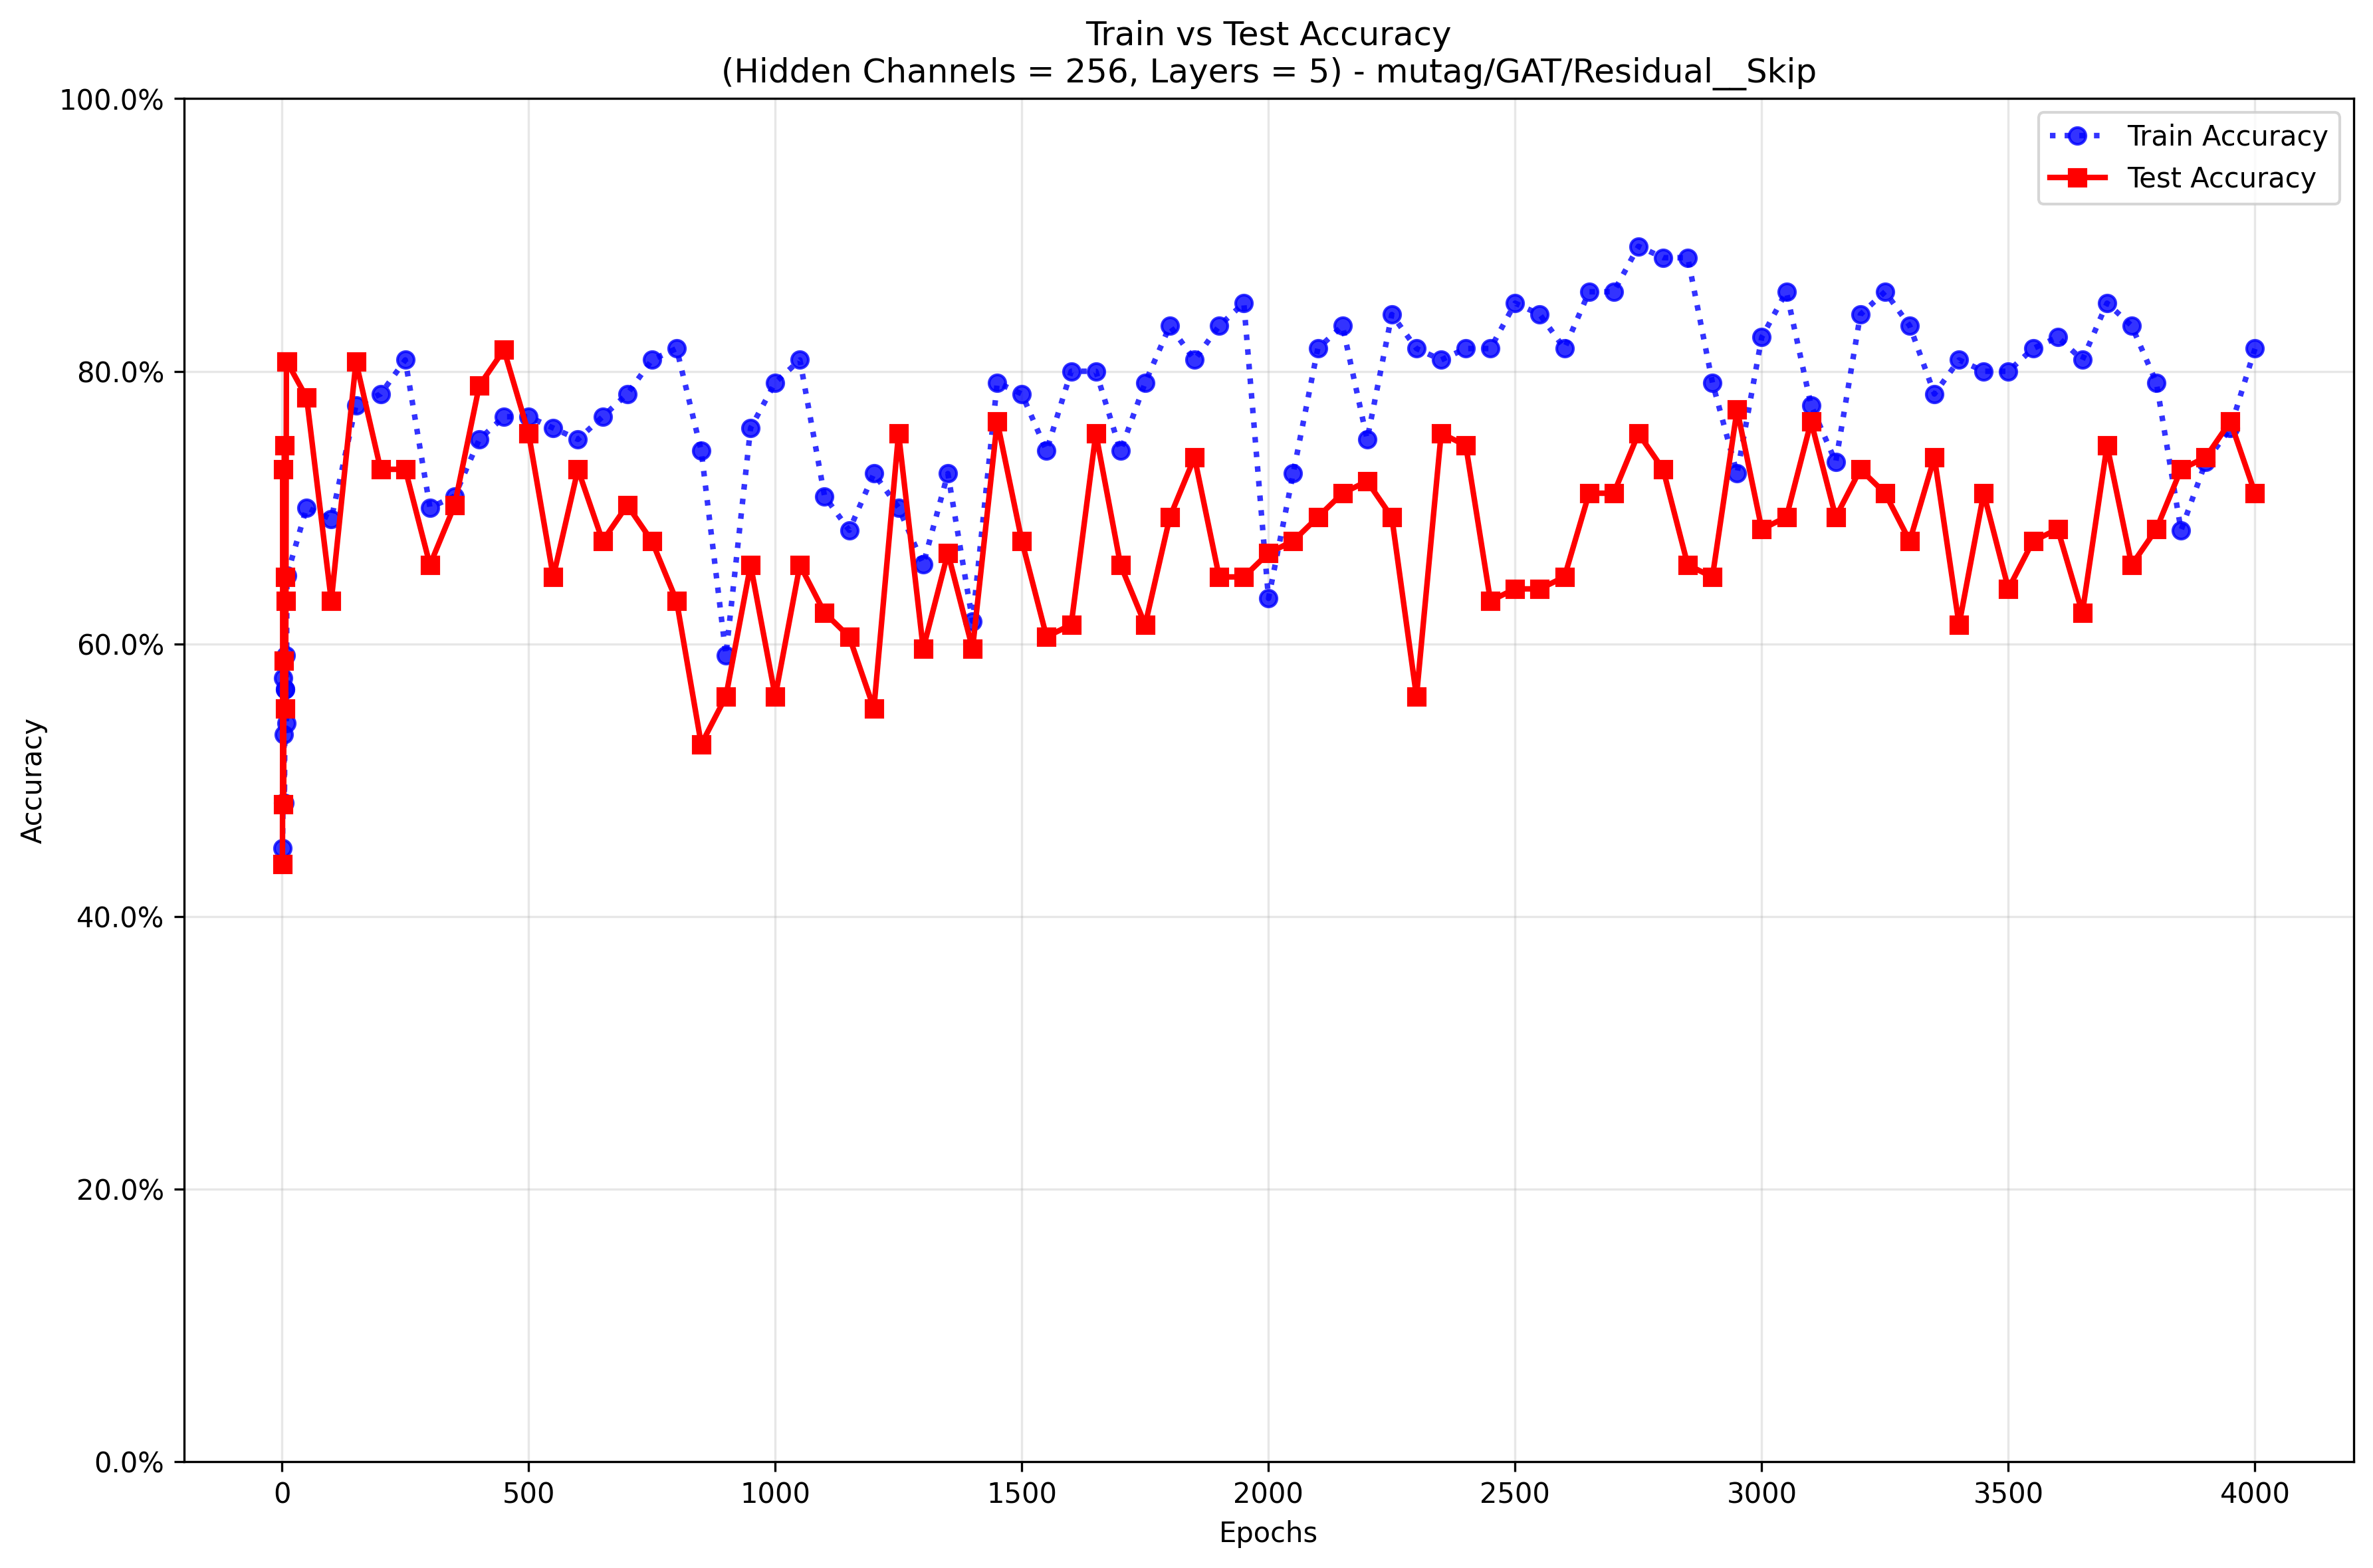 Train vs Test Accuracy
(Hidden Channels = 256, Layers = 5) - mutag/GAT/Residual__Skip
100.0%
80.0%
60.0%
40.0%
20.0%
0.0%
Accuracy
Train Accuracy
Test Accuracy
0
500
1000
1500
2000
2500
3000
3500
4000
Epochs